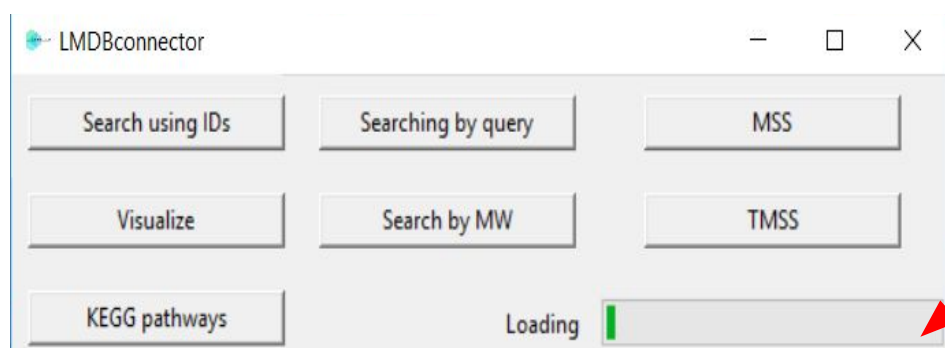 LMDBconnector
Search using IDs
Searching by query
MSS
Visualize
Search by MW
TMSS
KEGG pathways
Loading